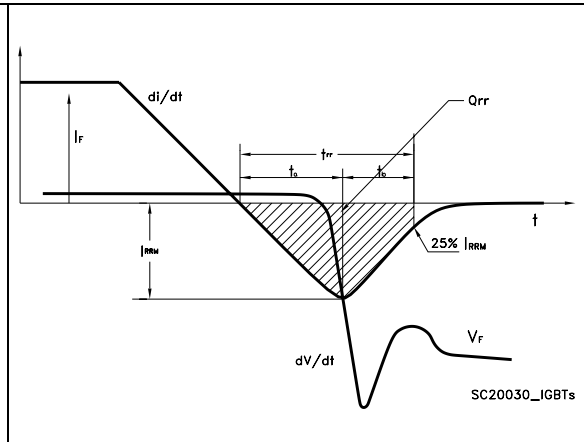 di/dt
Qrr
IF
trr
ta
tb
t
IRRM
25% IRRM
VF
dV/dt
SC20030_IGBTs